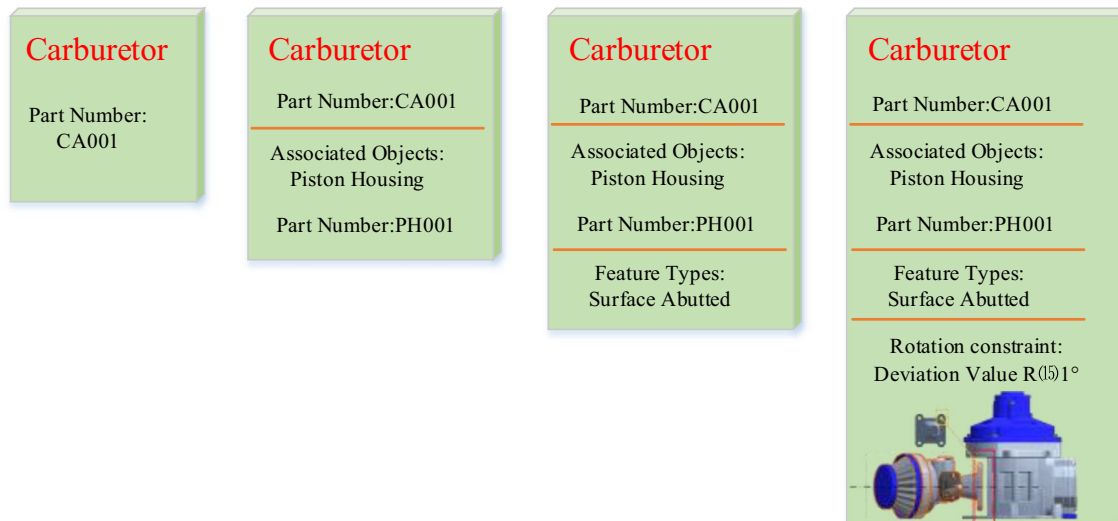 Carburetor
Part Number:
CA001
Carburetor
Part Number:CA001
Associated Objects:
Piston Housing
Part Number:PH001
Carburetor
Part Number:CA001
Associated Objects:
Piston Housing
Part Number:PH001
Feature Types:
Surface Abutted
Carburetor
Part Number:CA001
Associated Objects:
Piston Housing
Part Number:PH001
Feature Types:
Surface Abutted
Rotation constraint:
Deviation Value R⒂1°